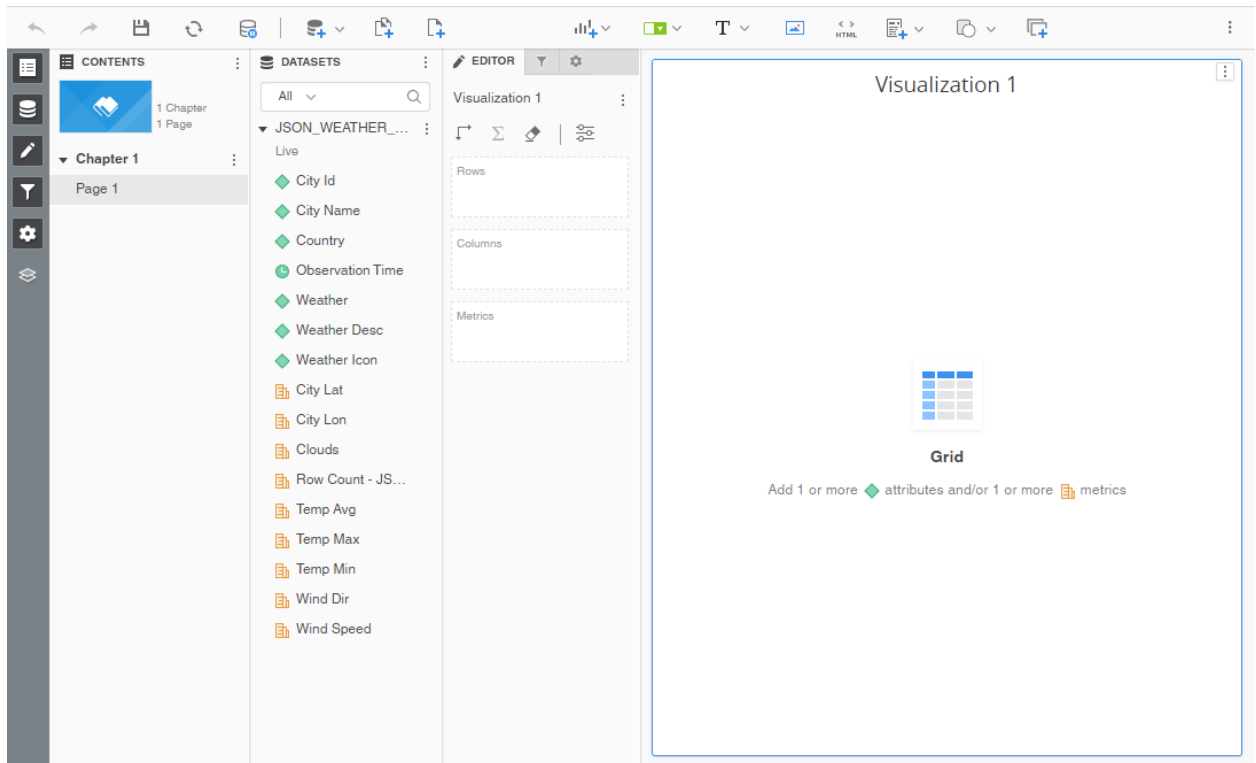 T
< >
HTML
CONTENTS
1 Chapter
1 Page
Chapter 1
Page 1
DATASETS
All
JSON_WEATHER_...
Live
City Id
City Name
Country
Observation Time
Weather
Weather Desc
Weather Icon
City Lat
City Lon
Clouds
Row Count - JS...
Temp Avg
Temp Max
Temp Min
Wind Dir
Wind Speed
EDITOR
Visualization 1
Σ
Rows
Columns
Metrics
Visualization 1
Grid
Add 1 or more attributes and/or 1 or more metrics